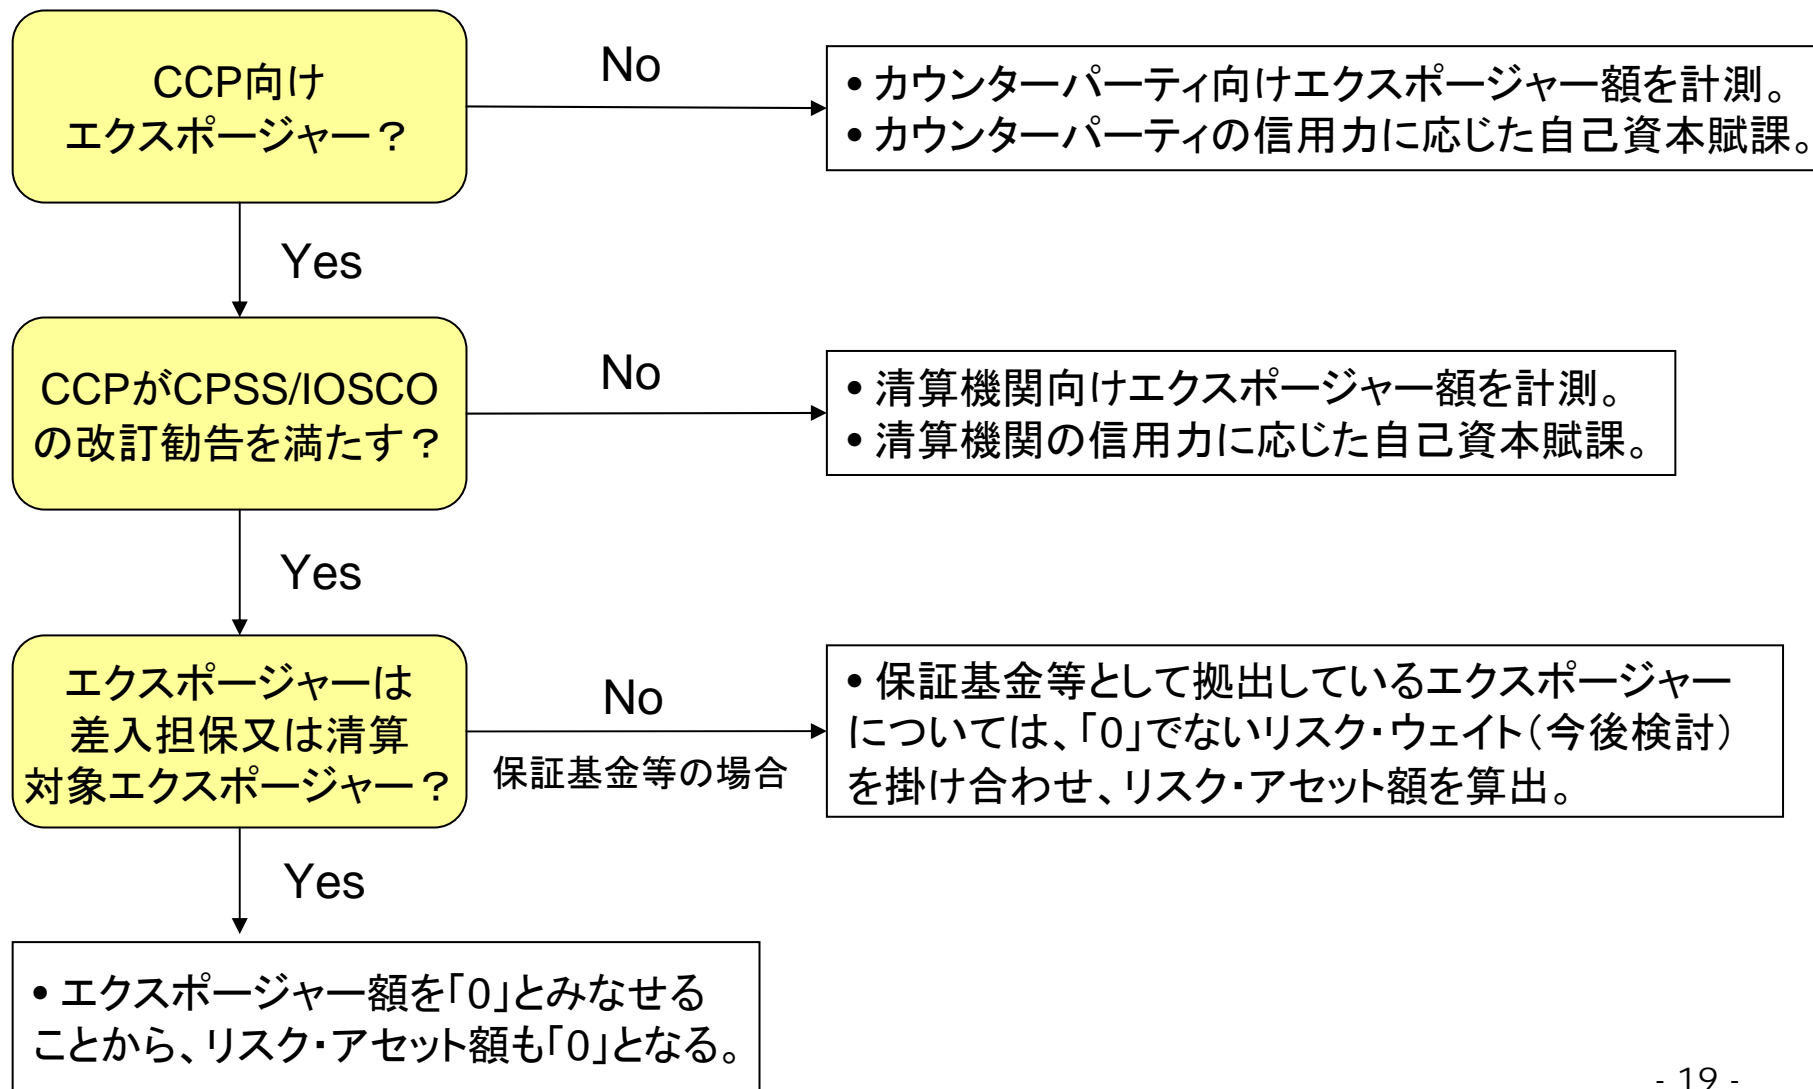 CCP向け
エクスポージャー？
No
• カウンターパーティ向けエクスポージャー額を計測。
• カウンターパーティの信用力に応じた自己資本賦課。
Yes
CCPがCPSS/IOSCO
の改訂勧告を満たす？
No
• 清算機関向けエクスポージャー額を計測。
• 清算機関の信用力に応じた自己資本賦課。
Yes
エクスポージャーは
差入担保又は清算
対象エクスポージャー？
No
保証基金等の場合
• 保証基金等として拠出しているエクスポージャー
については、「0」でないリスク・ウェイト（今後検討）
を掛け合わせ、リスク・アセット額を算出。
Yes
• エクスポージャー額を「0」とみなせる
ことから、リスク・アセット額も「0」となる。
- 19 -